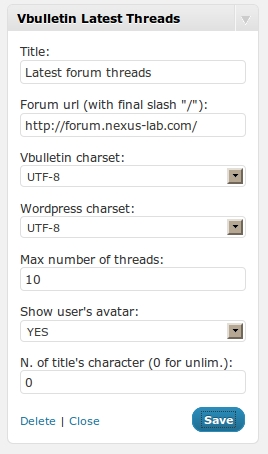 Vbulletin Latest Threads
Title:
Latest forum threads
Forum url (with final slash "/"):
http://forum.nexus-lab.com/
Vbulletin charset:
UTF-8
Wordpress charset:
UTF-8
Max number of threads:
10
Show user's avatar:
YES
N. of title's character (0 for unlim.):
0
Delete | Close Save